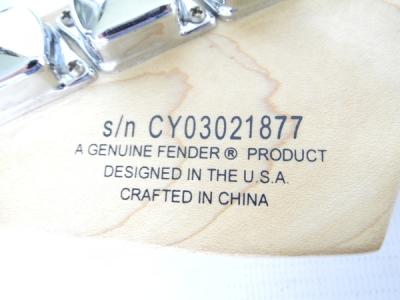 s/n CY03021877
A GENUINE FENDER ® PRODUCT
DESIGNED IN THE U.S.A.
CRAFTED IN CHINA